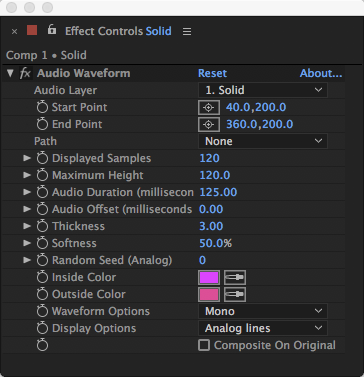 Effect Controls Solid
Comp 1 • Solid
fx Audio Waveform Reset About...
Audio Layer 1. Solid
Start Point 40.0,200.0
End Point 360.0,200.0
Path None
Displayed Samples 120
Maximum Height 120.0
Audio Duration (millisecon 125.00
Audio Offset (milliseconds 0.00
Thickness 3.00
Softness 50.0%
Random Seed (Analog) 0
Inside Color
Outside Color
Waveform Options Mono
Display Options Analog lines
Composite On Original